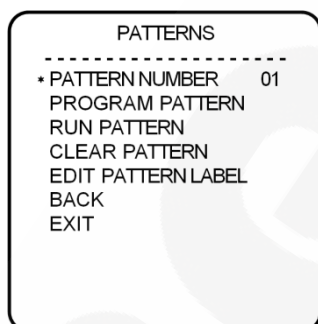 PATTERNS
--------------------
* PATTERN NUMBER 01
PROGRAM PATTERN
RUN PATTERN
CLEAR PATTERN
EDIT PATTERN LABEL
BACK
EXIT